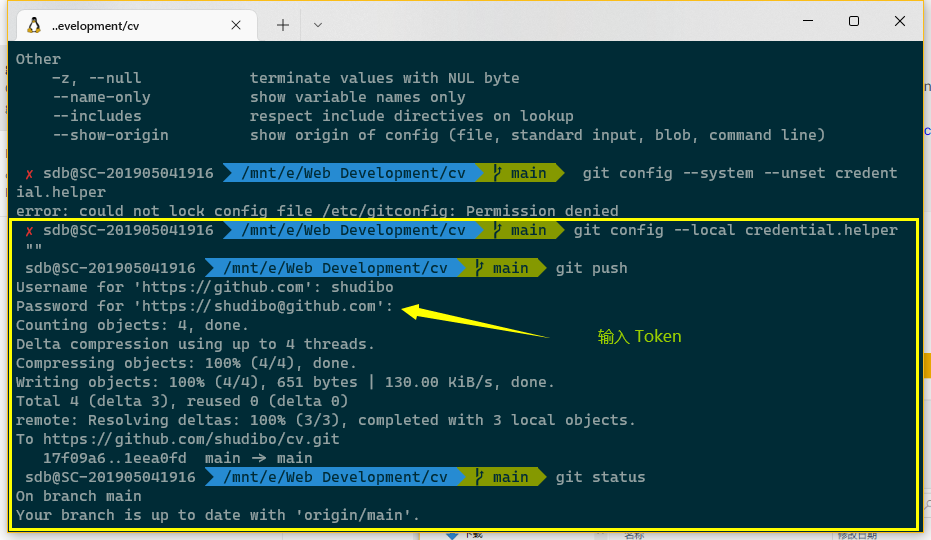 ..evelopment/cv
Other
-z, --null terminate values with NUL byte
--name-only show variable names only
--includes respect include directives on lookup
--show-origin show origin of config (file, standard input, blob, command line)
✗ sdb@SC-201905041916 /mnt/e/Web Development/cv main git config --system --unset credent
ial.helper
error: could not lock config file /etc/gitconfig: Permission denied
✗ sdb@SC-201905041916 /mnt/e/Web Development/cv main git config --local credential.helper
""
sdb@SC-201905041916 /mnt/e/Web Development/cv main git push
Username for 'https://github.com': shudibo
Password for 'https://shudibo@github.com':
Counting objects: 4, done.
输入 Token
Delta compression using up to 4 threads.
Compressing objects: 100% (4/4), done.
Writing objects: 100% (4/4), 651 bytes | 130.00 KiB/s, done.
Total 4 (delta 3), reused 0 (delta 0)
remote: Resolving deltas: 100% (3/3), completed with 3 local objects.
To https://github.com/shudibo/cv.git
17f09a6..1eea0fd main -> main
sdb@SC-201905041916 /mnt/e/Web Development/cv main git status
On branch main
Your branch is up to date with 'origin/main'.